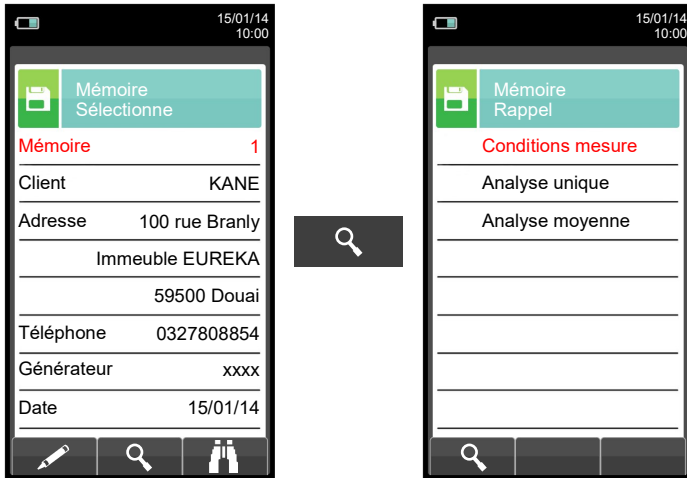 15/01/14
10:00
Mémoire
Sélectionne
Mémoire 1
Client KANE
Adresse 100 rue Branly
Immeuble EUREKA
59500 Douai
Téléphone 0327808854
Générateur xxxx
Date 15/01/14
15/01/14
10:00
Mémoire
Rappel
Conditions mesure
Analyse unique
Analyse moyenne